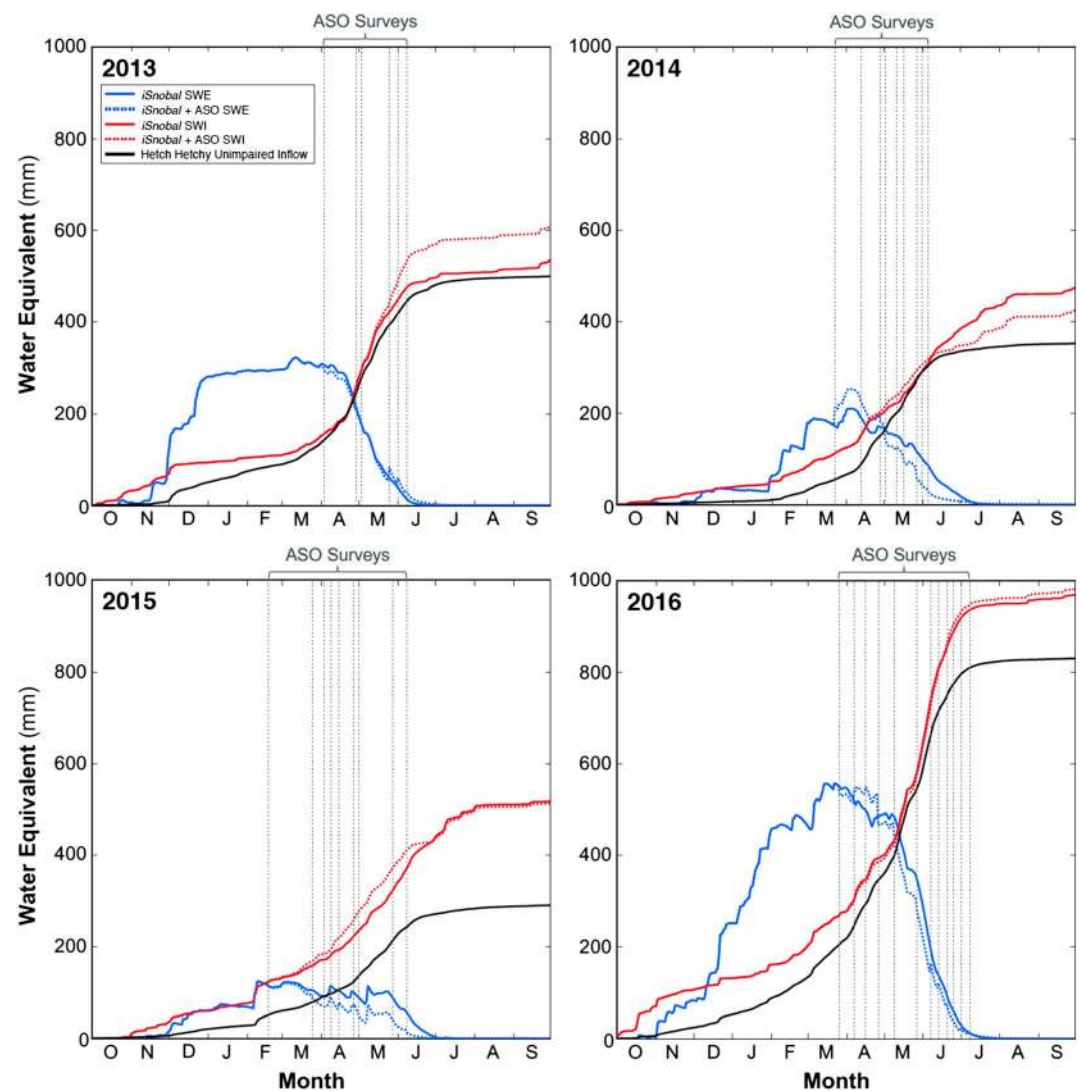 ASO Surveys
ASO Surveys
1000
800
600
400
200
0
Water Equivalent (mm)
2013
iSnobal SWE
iSnobal + ASO SWE
iSnobal SWI
iSnobal + ASO SWI
Hetch Hetchy Unimpaired Inflow
O N D J F M A M J J A S
1000
800
600
400
200
0
2014
O N D J F M A M J J A S
ASO Surveys
ASO Surveys
1000
800
600
400
200
0
Water Equivalent (mm)
2015
O N D J F M A M J J A S
Month
1000
800
600
400
200
0
2016
O N D J F M A M J J A S
Month